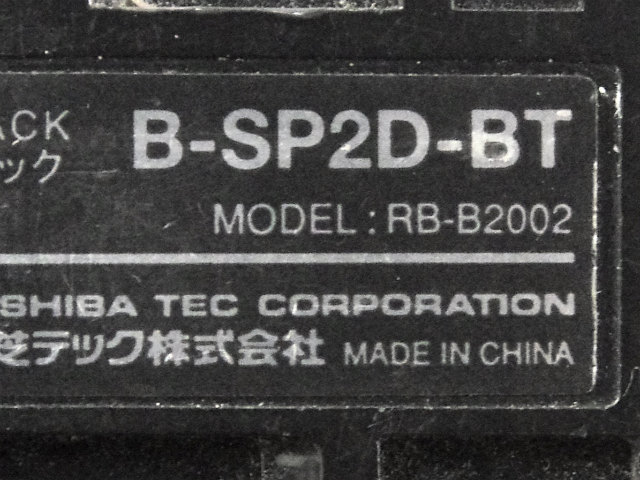 ACK B-SP2D-BT
ック
MODEL : RB-B2002
SHIBA TEC CORPORATION
芝テック株式会社 MADE IN CHINA